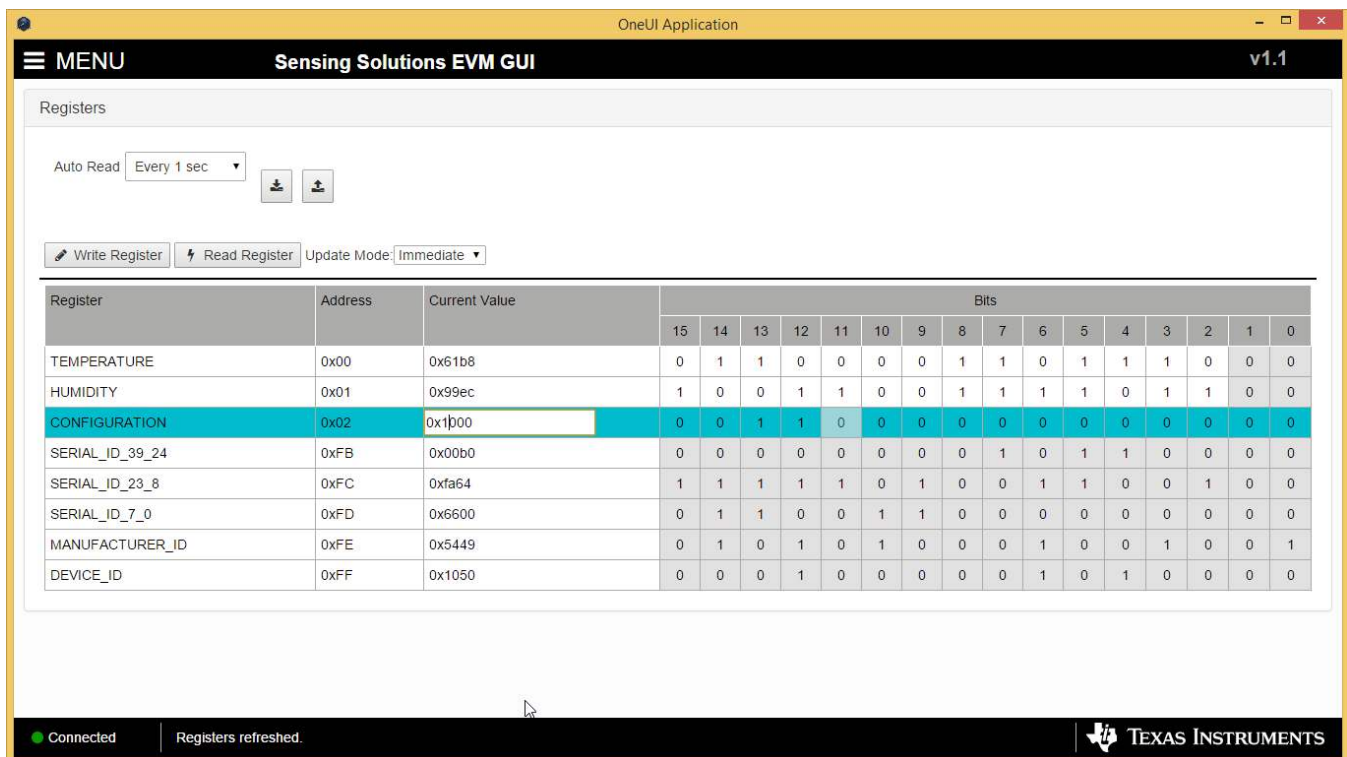 OneUI Application
MENU Sensing Solutions EVM GUI v1.1
Registers
Auto Read Every 1 sec
Write Register Read Register Update Mode: Immediate
Register Address Current Value Bits
15 14 13 12 11 10 9 8 7 6 5 4 3 2 1 0
TEMPERATURE 0x00 0x61b8 0 1 1 0 0 0 0 1 1 0 1 1 1 0 0 0
HUMIDITY 0x01 0x99ec 1 0 0 1 1 0 0 1 1 1 1 0 1 1 0 0
CONFIGURATION 0x02 0x1000 0 0 1 1 0 0 0 0 0 0 0 0 0 0 0 0
SERIAL_ID_39_24 0xFB 0x00b0 0 0 0 0 0 0 0 0 1 0 1 1 0 0 0 0
SERIAL_ID_23_8 0xFC 0xfa64 1 1 1 1 1 0 1 0 0 1 1 0 0 1 0 0
SERIAL_ID_7_0 0xFD 0x6600 0 1 1 0 0 1 1 0 0 0 0 0 0 0 0 0
MANUFACTURER_ID 0xFE 0x5449 0 1 0 1 0 1 0 0 0 1 0 0 1 0 0 1
DEVICE_ID 0xFF 0x1050 0 0 0 1 0 0 0 0 0 1 0 1 0 0 0 0
Connected Registers refreshed. TEXAS INSTRUMENTS